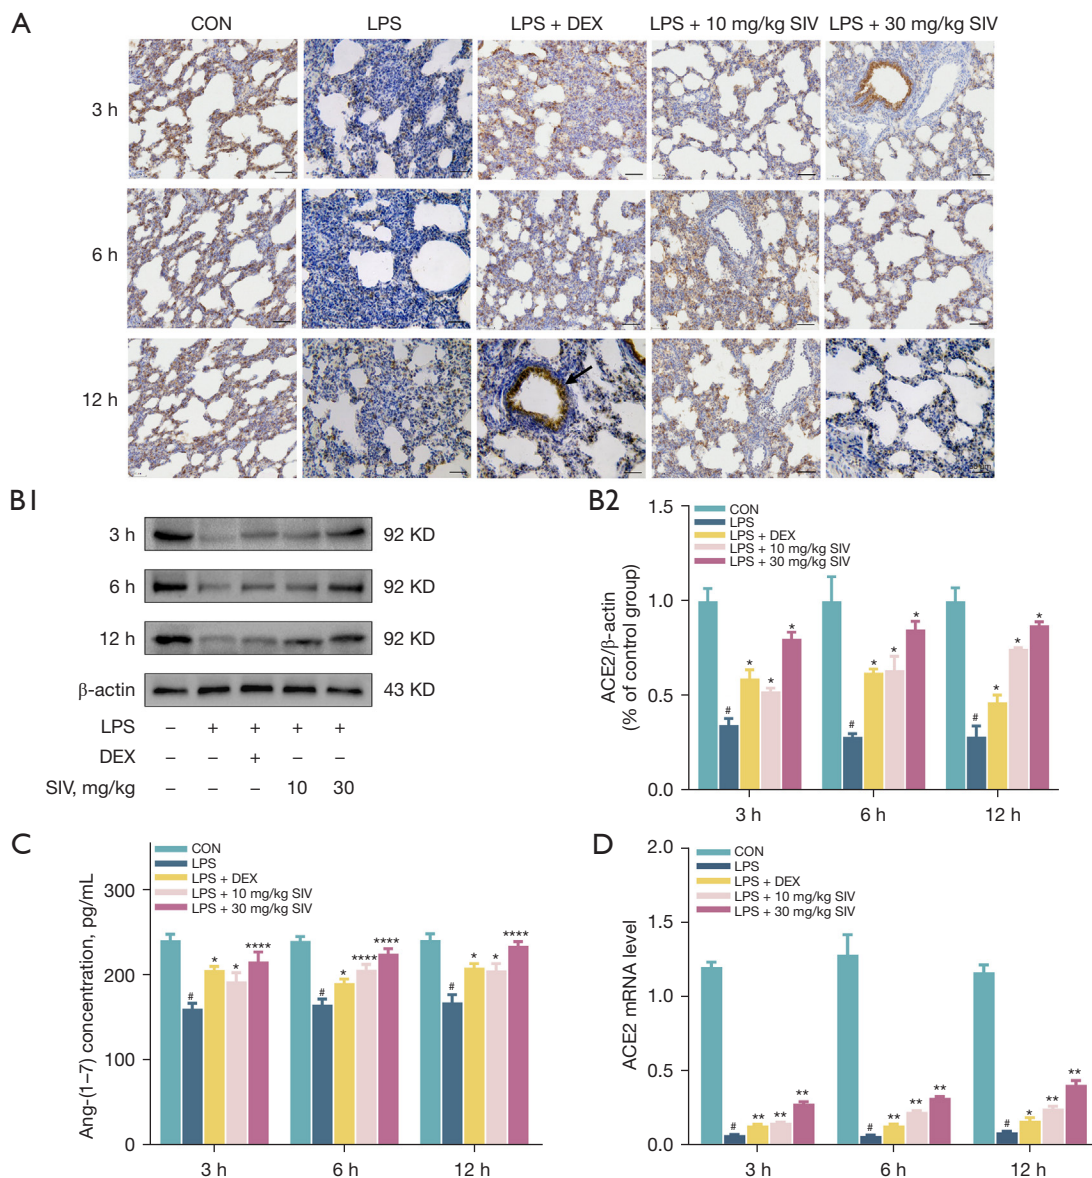 A
CON LPS LPS + DEX LPS + 10 mg/kg SIV LPS + 30 mg/kg SIV
3 h
6 h
12 h
B1
3 h 92 KD
6 h 92 KD
12 h 92 KD
β-actin 43 KD
LPS – + + + +
DEX – – + – –
SIV, mg/kg – – – 10 30
B2
CON
LPS
LPS + DEX
LPS + 10 mg/kg SIV
LPS + 30 mg/kg SIV
ACE2/β-actin
(% of control group)
1.5
1.0
0.5
0.0
# * * *
# * * *
# * * *
3 h 6 h 12 h
C
CON
LPS
LPS + DEX
LPS + 10 mg/kg SIV
LPS + 30 mg/kg SIV
Ang-(1–7) concentration, pg/mL
300
200
100
0
# * * ****
# * **** ****
# * * ****
3 h 6 h 12 h
D
CON
LPS
LPS + DEX
LPS + 10 mg/kg SIV
LPS + 30 mg/kg SIV
ACE2 mRNA level
2.0
1.5
1.0
0.5
0.0
# ** ** **
# ** ** **
# * ** **
3 h 6 h 12 h